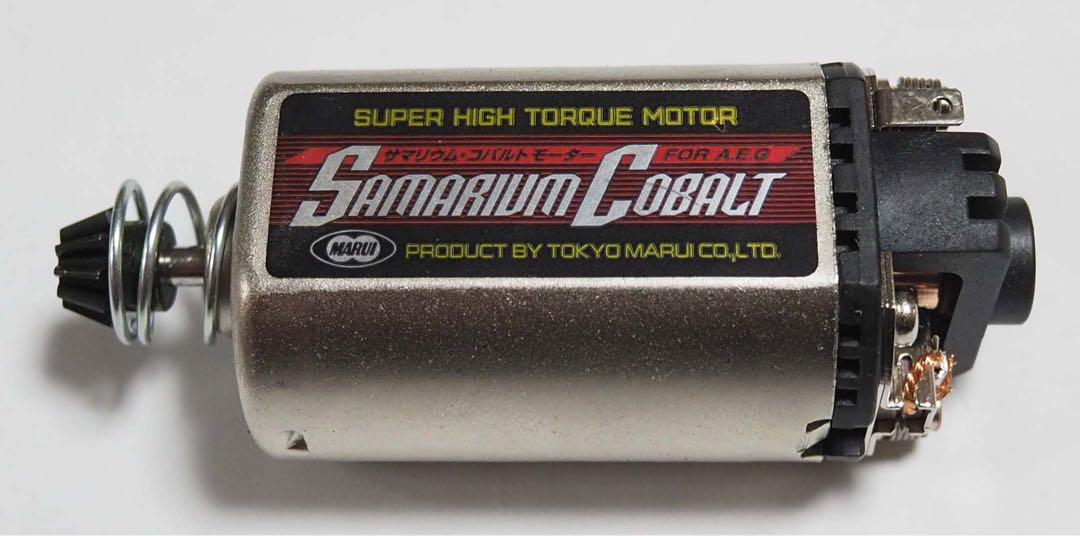 SUPER HIGH TORQUE MOTOR
サマリウム・コバルトモーター FOR A.E.G
SAMARIUM COBALT
MARUI PRODUCT BY TOKYO MARUI CO.,LTD.